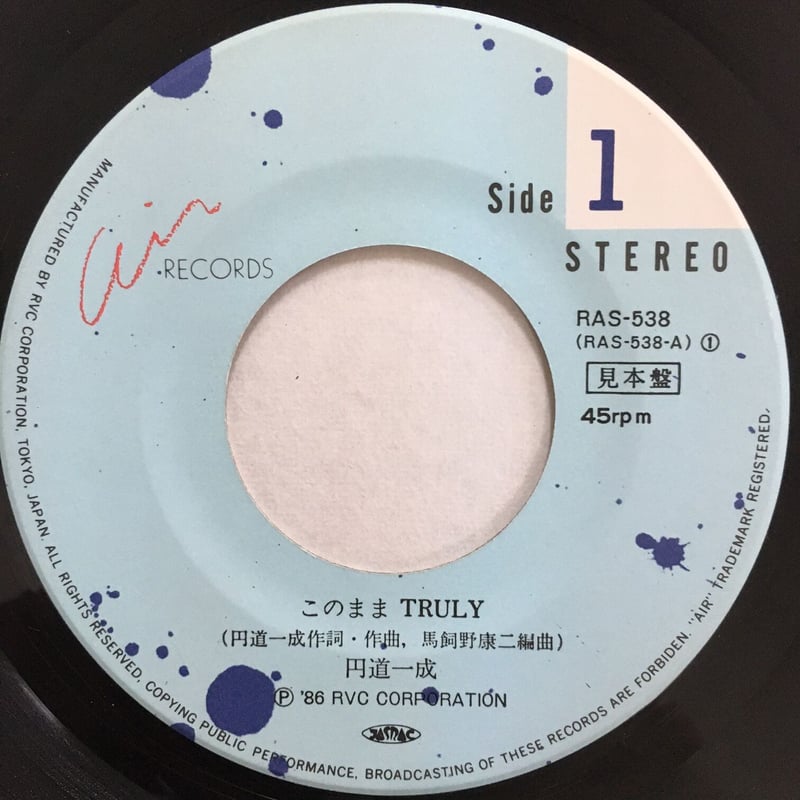 Side 1
STEREO
Air RECORDS
RAS-538
(RAS-538-A) ①
見本盤
45rpm
このまま TRULY
(円道一成作詞・作曲, 馬飼野康二編曲)
円道一成
Ⓟ '86 RVC CORPORATION
JASRAC
MANUFACTURED BY RVC CORPORATION, TOKYO, JAPAN. ALL RIGHTS RESERVED, COPYING PUBLIC PERFORMANCE, BROADCASTING OF THESE RECORDS ARE FORBIDEN. "AIR" TRADEMARK REGISTERED.